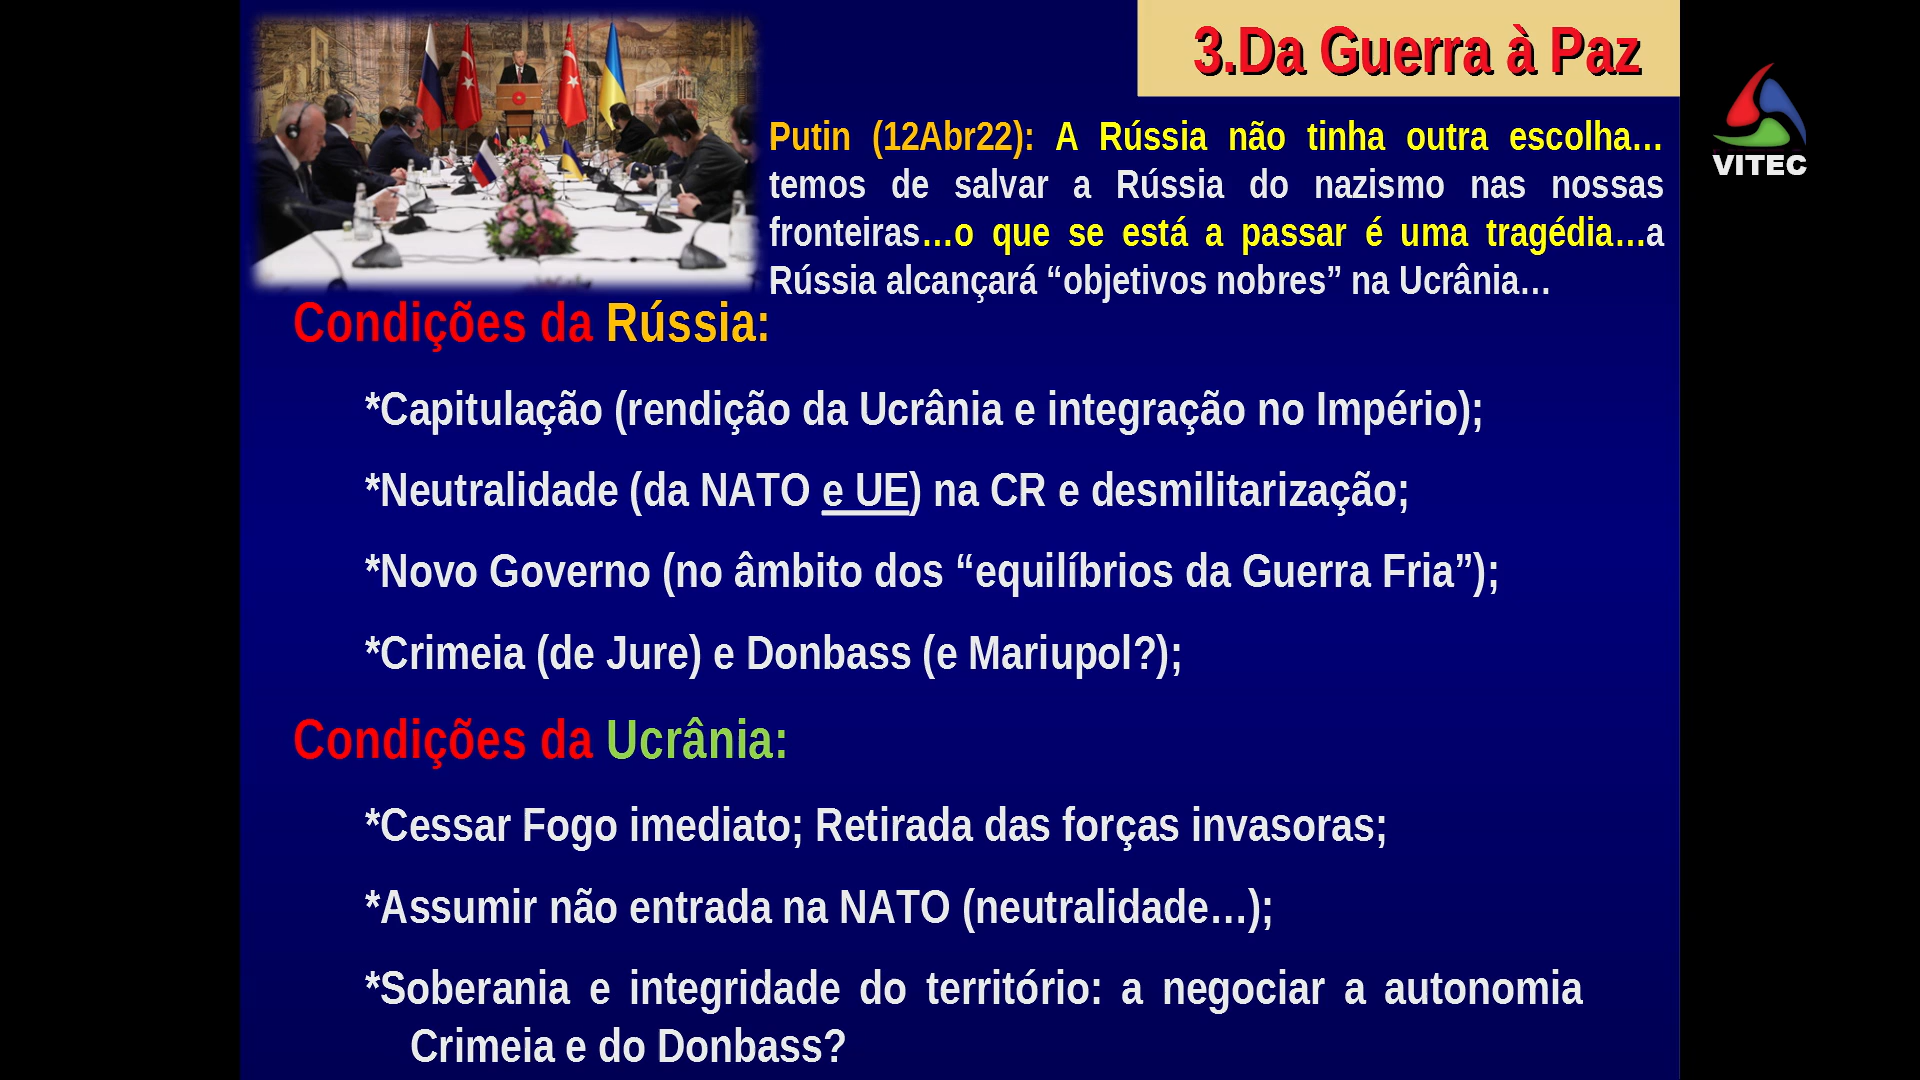 3.Da Guerra à Paz
VITEC
Putin (12Abr22): A Rússia não tinha outra escolha…
temos de salvar a Rússia do nazismo nas nossas
fronteiras…o que se está a passar é uma tragédia…a
Rússia alcançará “objetivos nobres” na Ucrânia…
Condições da Rússia:
*Capitulação (rendição da Ucrânia e integração no Império);
*Neutralidade (da NATO e UE) na CR e desmilitarização;
*Novo Governo (no âmbito dos “equilíbrios da Guerra Fria”);
*Crimeia (de Jure) e Donbass (e Mariupol?);
Condições da Ucrânia:
*Cessar Fogo imediato; Retirada das forças invasoras;
*Assumir não entrada na NATO (neutralidade…);
*Soberania e integridade do território: a negociar a autonomia
Crimeia e do Donbass?